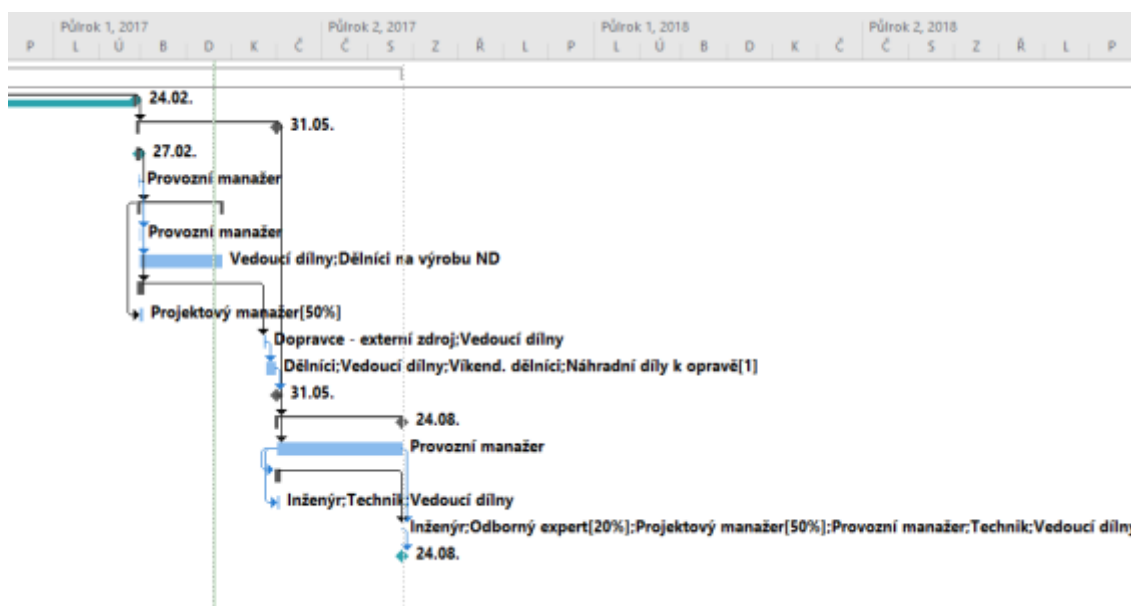 Půlrok 1, 2017 Půlrok 2, 2017 Půlrok 1, 2018 Půlrok 2, 2018
P L Ú B D K Č Č S Z Ř L P L Ú B D K Č Č S Z Ř L P
24.02.
31.05.
27.02.
Provozní manažer
Provozní manažer
Vedoucí dílny;Dělníci na výrobu ND
Projektový manažer[50%]
Dopravce - externí zdroj;Vedoucí dílny
Dělníci;Vedoucí dílny;Víkend. dělníci;Náhradní díly k opravě[1]
31.05.
24.08.
Provozní manažer
Inženýr;Technik;Vedoucí dílny
Inženýr;Odborný expert[20%];Projektový manažer[50%];Provozní manažer;Technik;Vedoucí dílny
24.08.